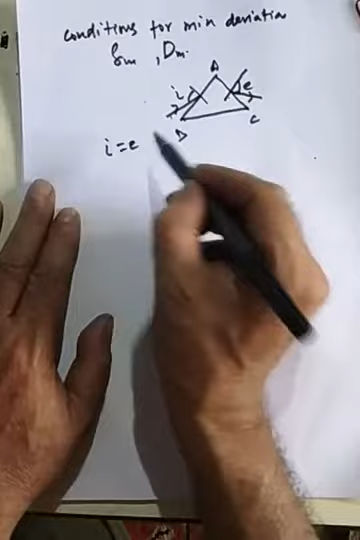 conditions for min deviation
δm , Dm.
A
i
e
B
C
i=e